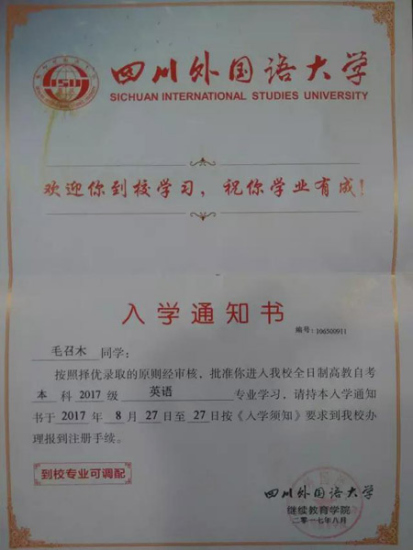 四川外国语大学
SICHUAN INTERNATIONAL STUDIES UNIVERSITY
欢迎你到校学习，祝你学业有成！
入学通知书
编号：106500951
毛召木 同学：
按照择优录取的原则经审核，批准你进入我校全日制高教自考
本 科 2017 级 英语 专业学习，请持本入学通知
书于 2017 年 8 月 27 日至 27 日按《入学须知》要求到我校办
理报到注册手续。
到校专业可调配
四川外国语大学
继续教育学院
二零一七年八月